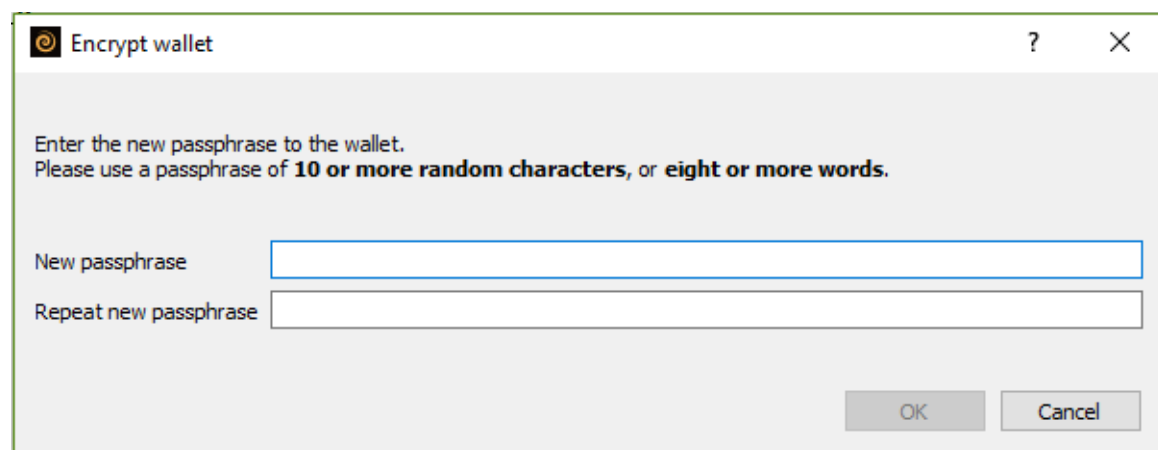 Encrypt wallet
?
Enter the new passphrase to the wallet.
Please use a passphrase of 10 or more random characters, or eight or more words.
New passphrase
Repeat new passphrase
OK
Cancel